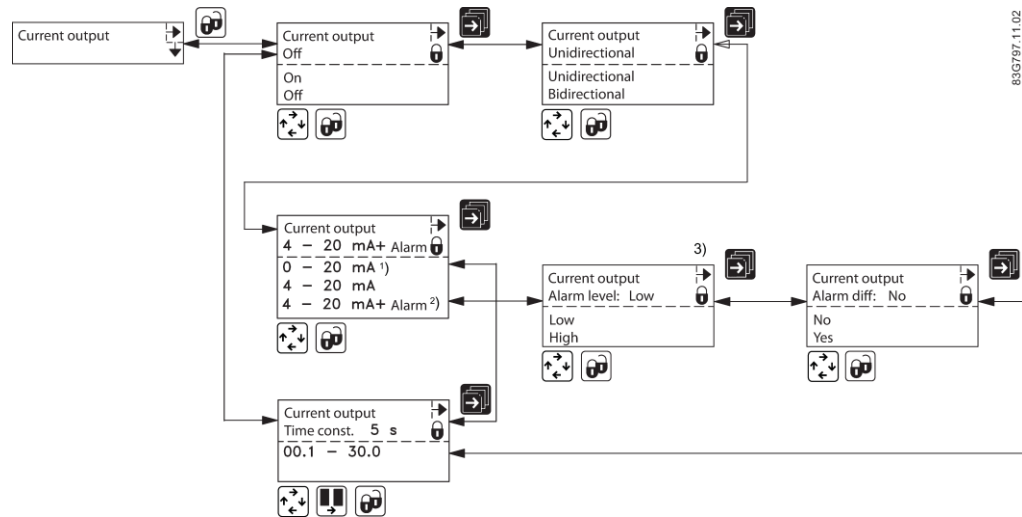 83G797.11.02
Current output
Current output
Off
On
Off
Current output
Unidirectional
Unidirectional
Bidirectional
Current output
4 – 20 mA+ Alarm
0 – 20 mA ¹)
4 – 20 mA
4 – 20 mA+ Alarm ²)
3)
Current output
Alarm level: Low
Low
High
Current output
Alarm diff: No
No
Yes
Current output
Time const. 5 s
00.1 – 30.0